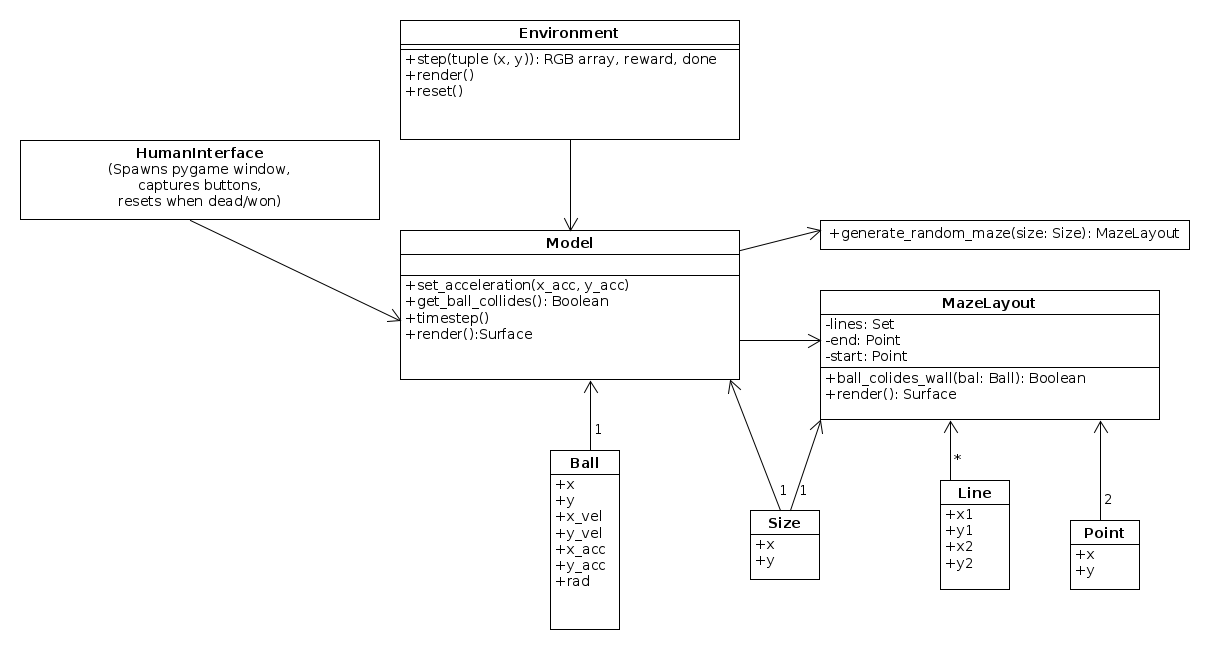 Environment
+step(tuple (x, y)): RGB array, reward, done
+render()
+reset()
HumanInterface
(Spawns pygame window,
captures buttons,
resets when dead/won)
Model
+set_acceleration(x_acc, y_acc)
+get_ball_collides(): Boolean
+timestep()
+render():Surface
+generate_random_maze(size: Size): MazeLayout
MazeLayout
-lines: Set
-end: Point
-start: Point
+ball_colides_wall(bal: Ball): Boolean
+render(): Surface
1
Ball
+x
+y
+x_vel
+y_vel
+x_acc
+y_acc
+rad
1
1
Size
+x
+y
*
Line
+x1
+y1
+x2
+y2
2
Point
+x
+y